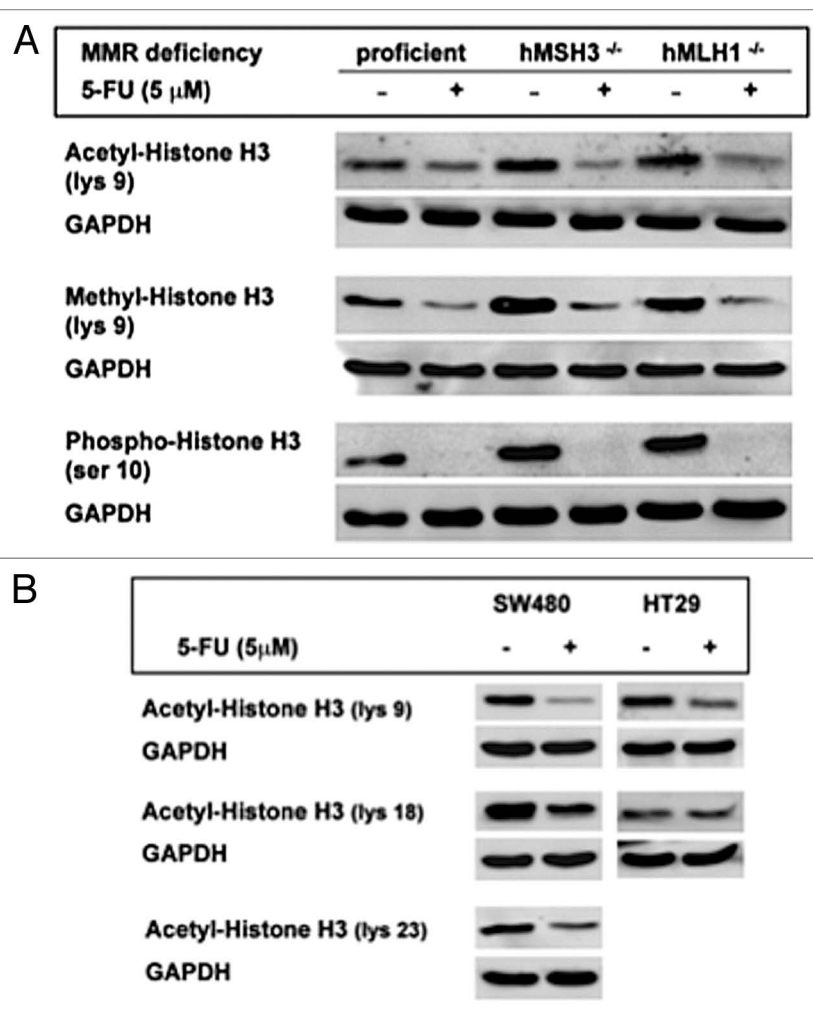 A
MMR deficiency proficient hMSH3 -/- hMLH1 -/-
5-FU (5 μM) - + - + - +
Acetyl-Histone H3
(lys 9)
GAPDH
Methyl-Histone H3
(lys 9)
GAPDH
Phospho-Histone H3
(ser 10)
GAPDH
B
SW480 HT29
5-FU (5μM) - + - +
Acetyl-Histone H3 (lys 9)
GAPDH
Acetyl-Histone H3 (lys 18)
GAPDH
Acetyl-Histone H3 (lys 23)
GAPDH